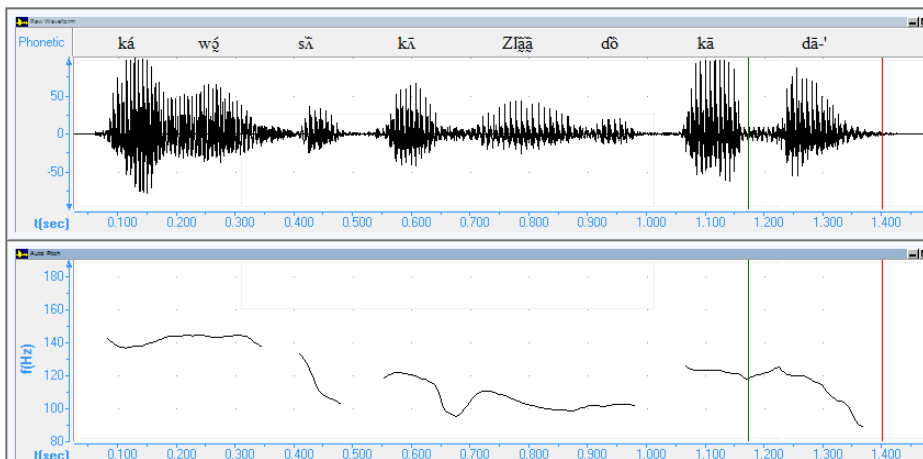 Raw Waveform
Phonetic ká wɔ̰́ sʌ̏ kʌ̄ Zlȁ̰ȁ̰ dȍ kā dā-'
50
0
-50
t(sec) 0.100 0.200 0.300 0.400 0.500 0.600 0.700 0.800 0.900 1.000 1.100 1.200 1.300 1.400
Auto Pitch
180
160
140
120
100
80
f(Hz)
t(sec) 0.100 0.200 0.300 0.400 0.500 0.600 0.700 0.800 0.900 1.000 1.100 1.200 1.300 1.400